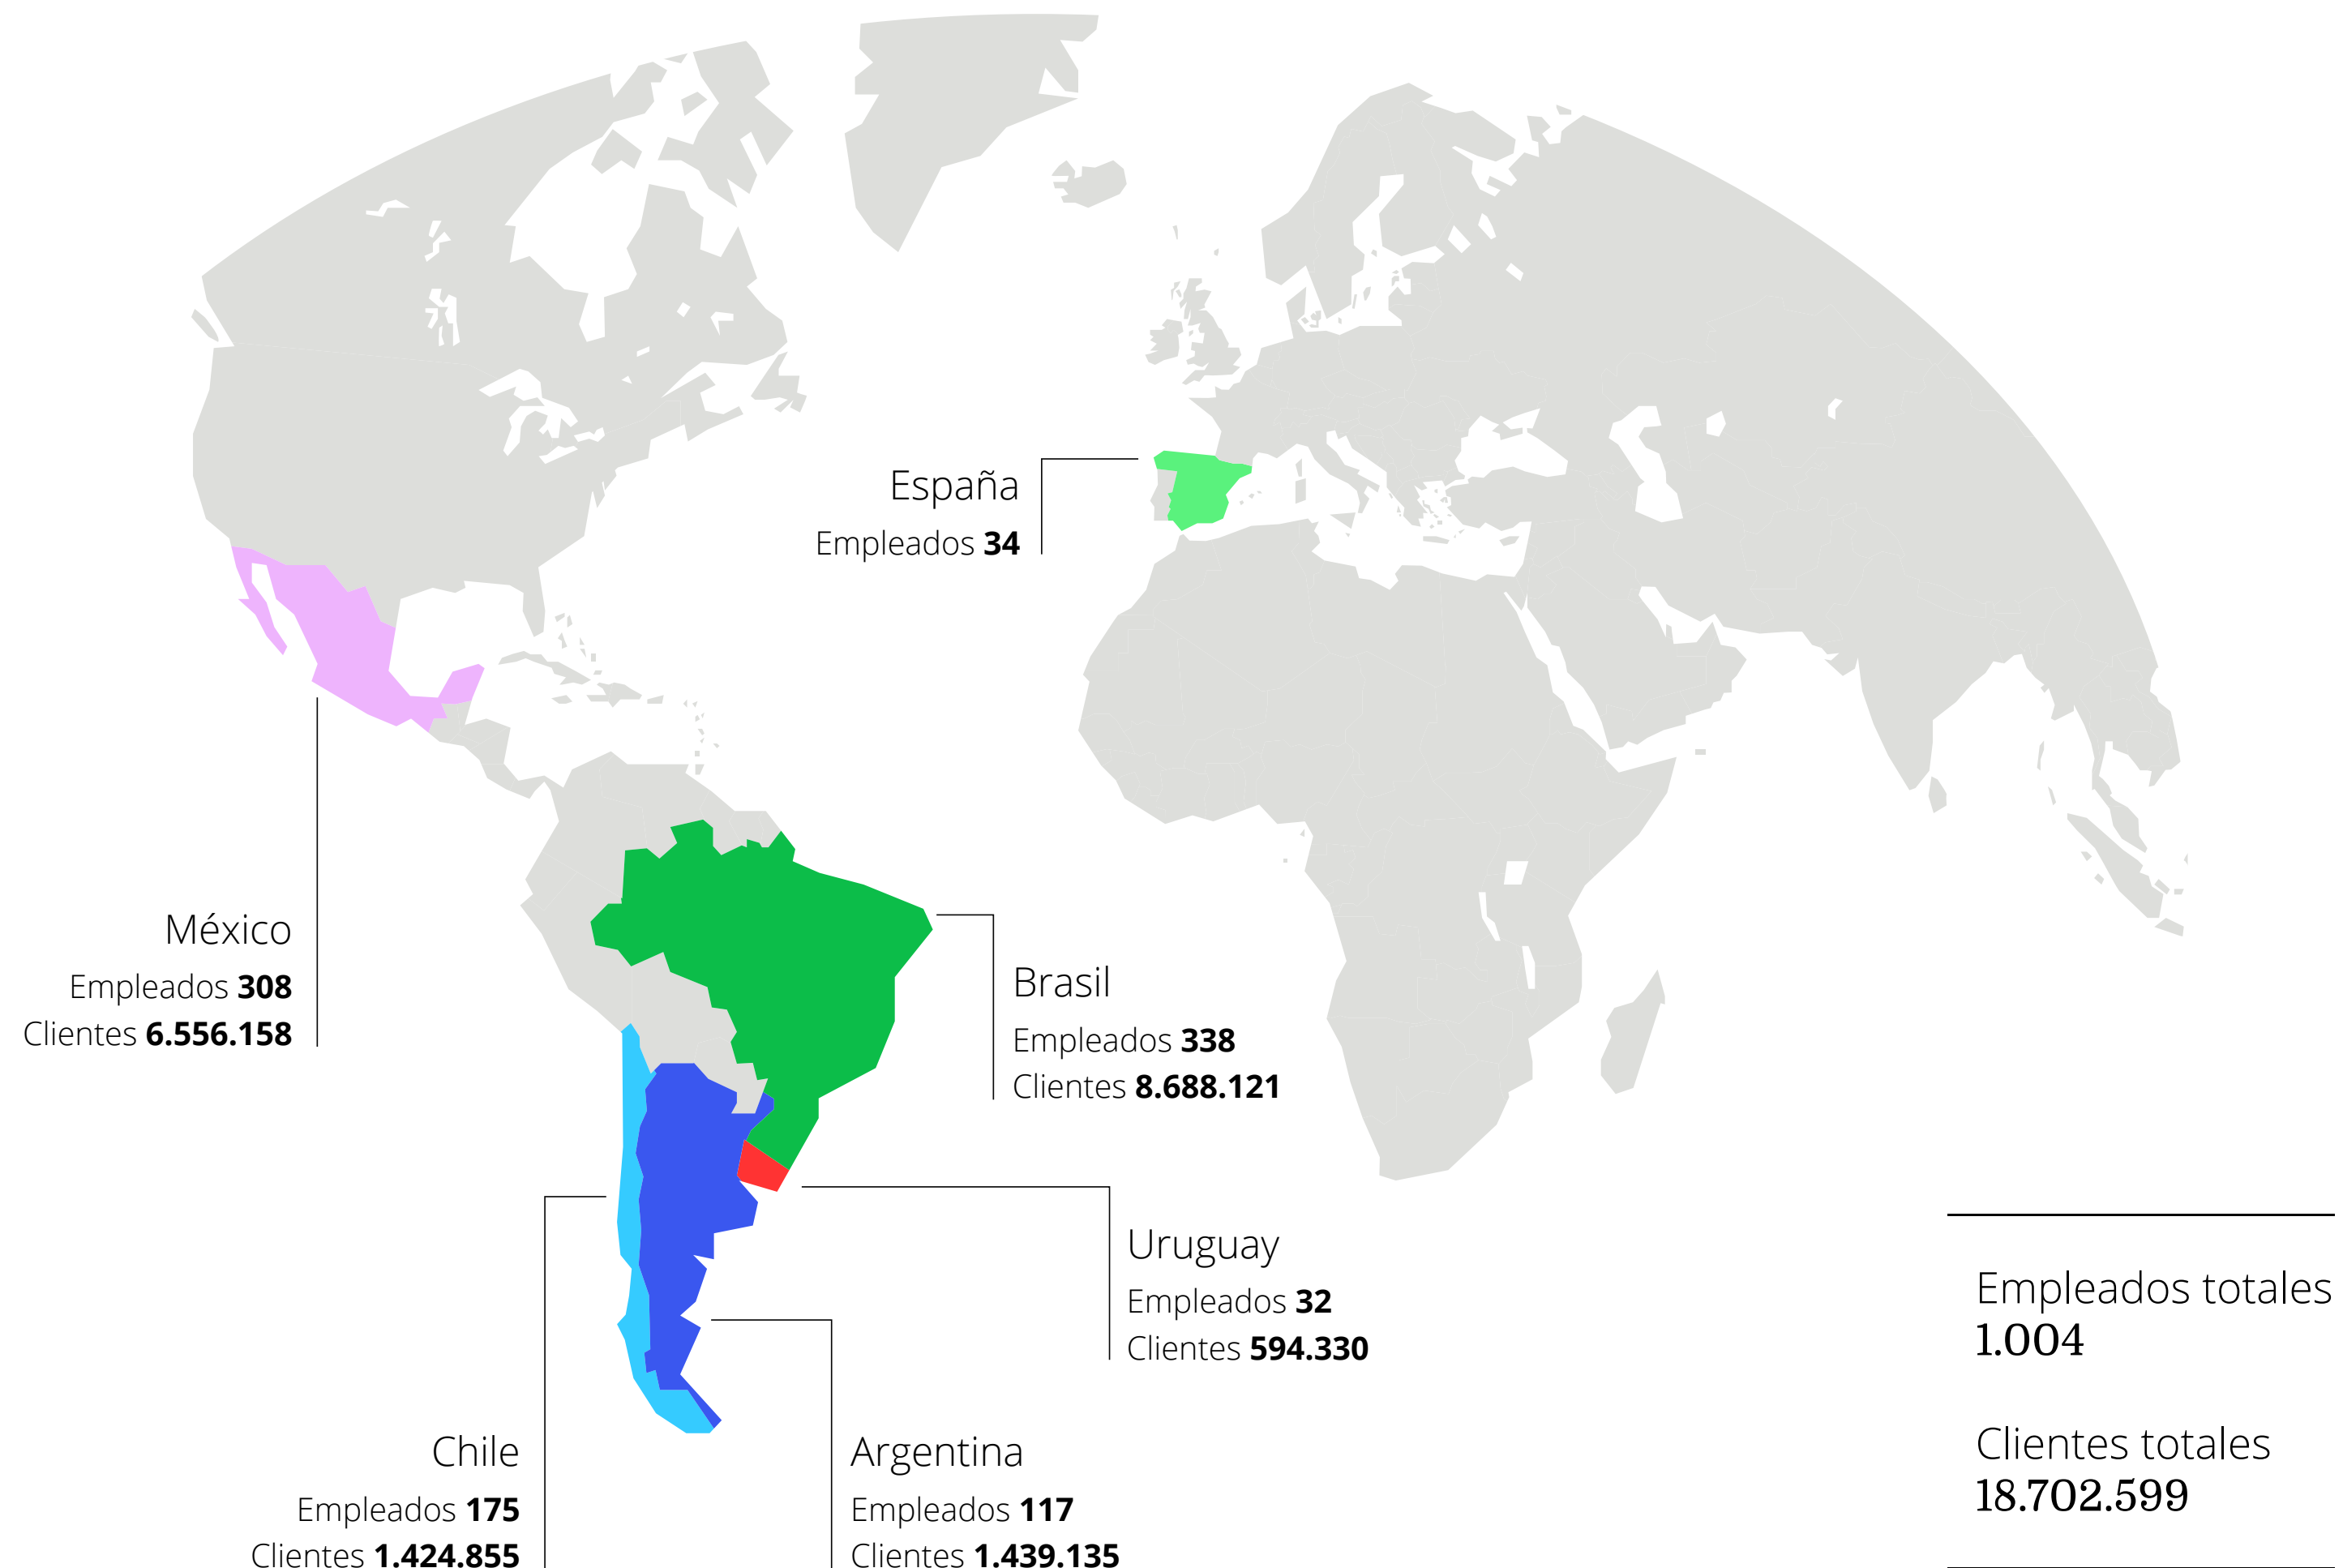 España
Empleados 34
México
Empleados 308
Clientes 6.556.158
Brasil
Empleados 338
Clientes 8.688.121
Uruguay
Empleados 32
Clientes 594.330
Chile
Empleados 175
Clientes 1.424.855
Argentina
Empleados 117
Clientes 1.439.135
Empleados totales
1.004
Clientes totales
18.702.599